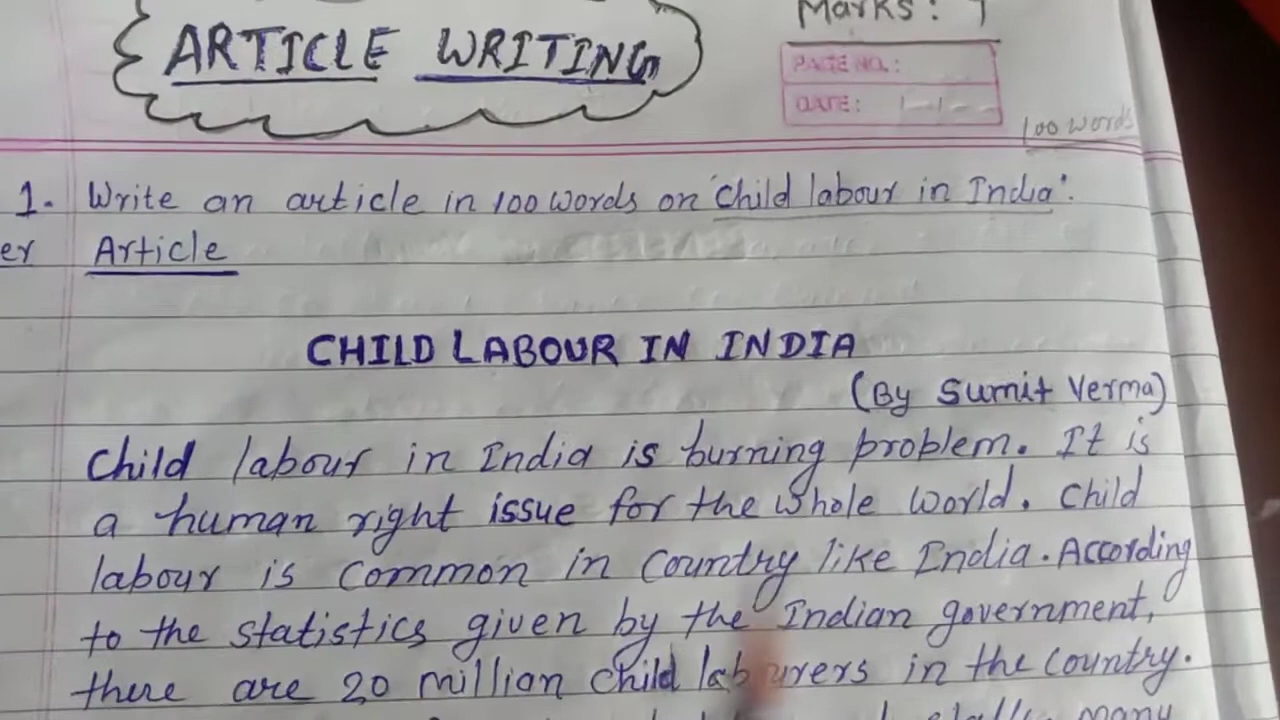 ARTICLE WRITING
Marks:
PAGE NO.:
DATE:
100 words
1. Write an article in 100 words on 'Child labour in India'.
er Article
CHILD LABOUR IN INDIA
(By Sumit Verma)
Child labour in India is burning problem. It is
a human right issue for the whole world. Child
labour is common in country like India. According
to the statistics given by the Indian government,
there are 20 million child labourers in the country.
many